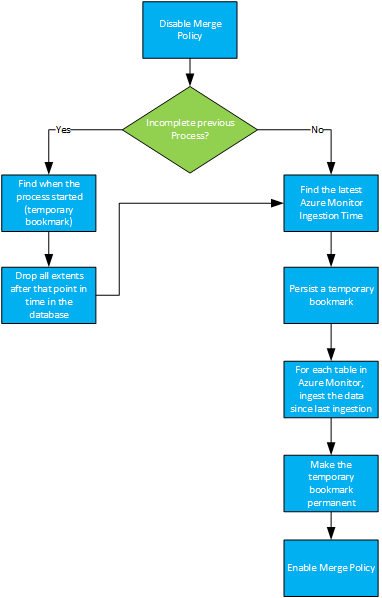 Disable Merge
Policy
Incomplete previous
Process?
Yes
No
Find when the
process started
(temporary
bookmark)
Find the latest
Azure Monitor
Ingestion Time
Drop all extents
after that point in
time in the
database
Persist a temporary
bookmark
For each table in
Azure Monitor,
ingest the data
since last ingestion
Make the
temporary
bookmark
permanent
Enable Merge Policy